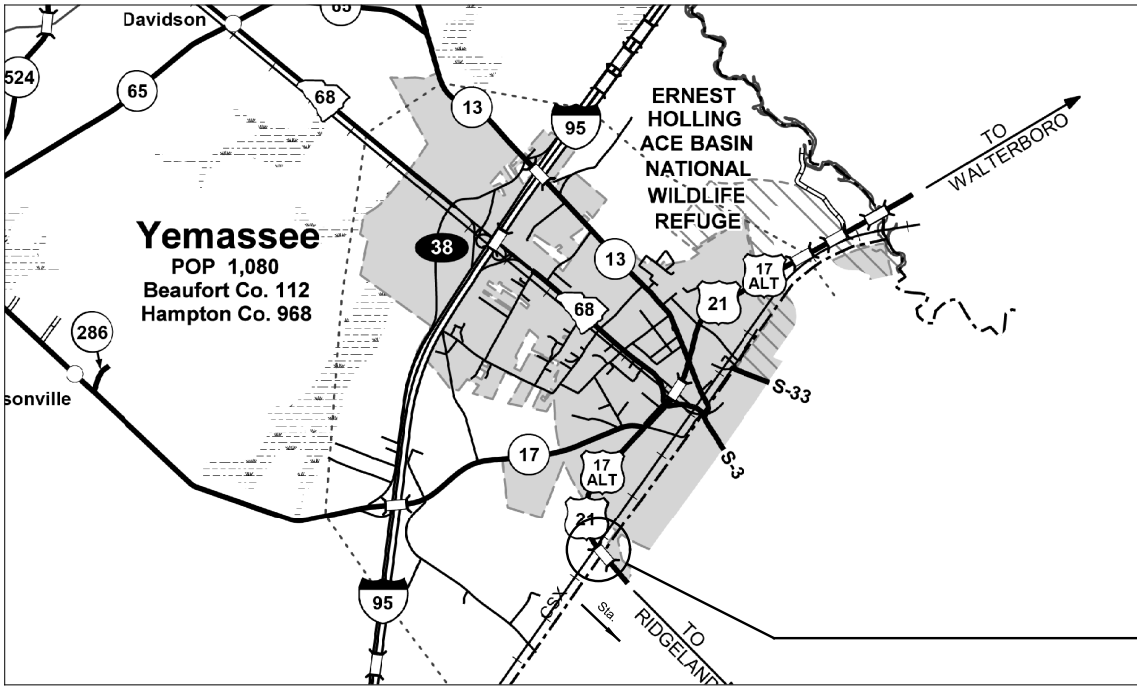 Davidson
65
524
65
68
13
95
ERNEST
HOLLING
ACE BASIN
NATIONAL
WILDLIFE
REFUGE
TO
WALTERBORO
Yemassee
POP 1,080
Beaufort Co. 112
Hampton Co. 968
38
13
17
ALT
21
68
286
sonville
S-33
S-3
17
17
ALT
21
95
CSX
Sta.
TO
RIDGELAND